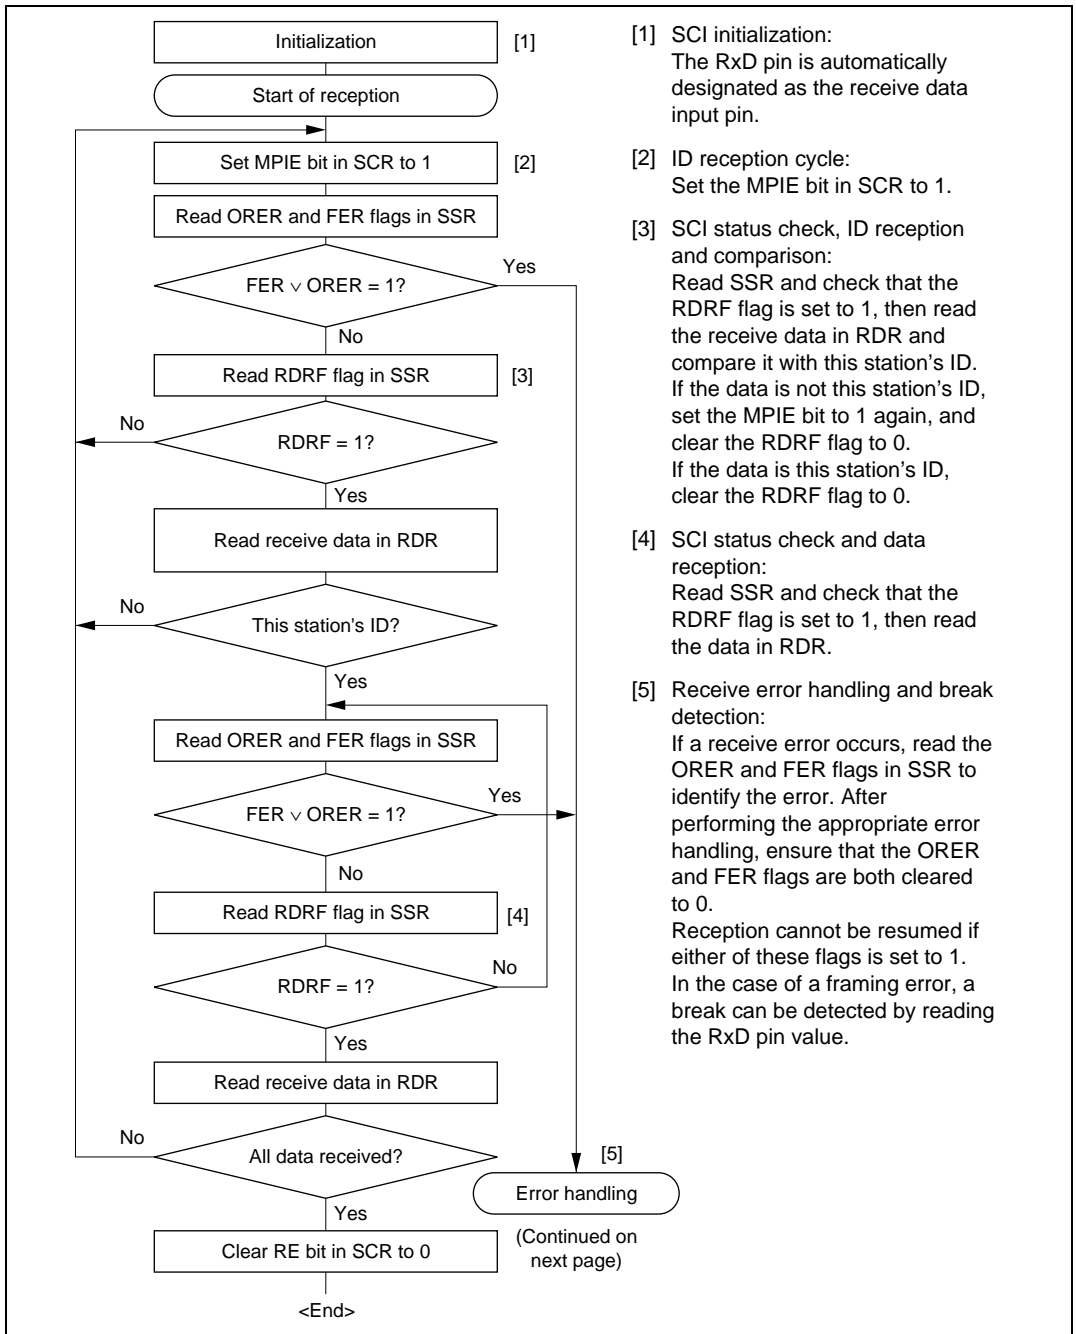 Initialization
[1]
Start of reception
Set MPIE bit in SCR to 1
[2]
Read ORER and FER flags in SSR
FER ∨ ORER = 1?
Yes
No
Read RDRF flag in SSR
[3]
No
RDRF = 1?
Yes
Read receive data in RDR
No
This station's ID?
Yes
Read ORER and FER flags in SSR
FER ∨ ORER = 1?
Yes
No
Read RDRF flag in SSR
[4]
RDRF = 1?
No
Yes
Read receive data in RDR
No
All data received?
[5]
Error handling
Yes
(Continued on
next page)
Clear RE bit in SCR to 0
<End>
[1] SCI initialization:
The RxD pin is automatically
designated as the receive data
input pin.
[2] ID reception cycle:
Set the MPIE bit in SCR to 1.
[3] SCI status check, ID reception
and comparison:
Read SSR and check that the
RDRF flag is set to 1, then read
the receive data in RDR and
compare it with this station's ID.
If the data is not this station's ID,
set the MPIE bit to 1 again, and
clear the RDRF flag to 0.
If the data is this station's ID,
clear the RDRF flag to 0.
[4] SCI status check and data
reception:
Read SSR and check that the
RDRF flag is set to 1, then read
the data in RDR.
[5] Receive error handling and break
detection:
If a receive error occurs, read the
ORER and FER flags in SSR to
identify the error. After
performing the appropriate error
handling, ensure that the ORER
and FER flags are both cleared
to 0.
Reception cannot be resumed if
either of these flags is set to 1.
In the case of a framing error, a
break can be detected by reading
the RxD pin value.